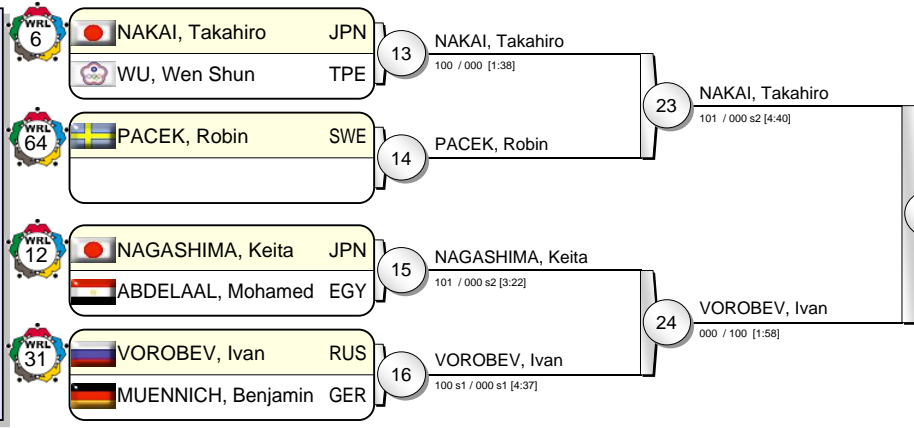 WRL
6
NAKAI, Takahiro JPN
WU, Wen Shun TPE
13
NAKAI, Takahiro
100 / 000 [1:38]
23
NAKAI, Takahiro
101 / 000 s2 [4:40]
WRL
64
PACEK, Robin SWE
14
PACEK, Robin
WRL
12
NAGASHIMA, Keita JPN
ABDELAAL, Mohamed EGY
15
NAGASHIMA, Keita
101 / 000 s2 [3:22]
24
VOROBEV, Ivan
000 / 100 [1:58]
WRL
31
VOROBEV, Ivan RUS
MUENNICH, Benjamin GER
16
VOROBEV, Ivan
100 s1 / 000 s1 [4:37]